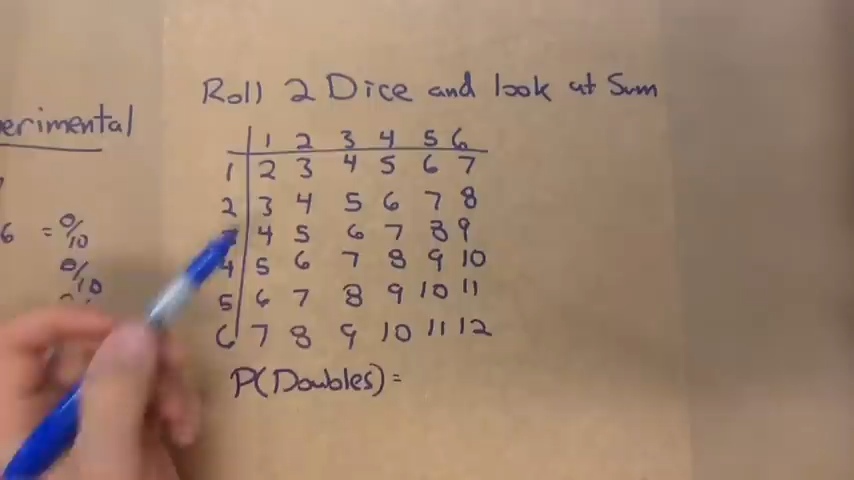 Roll 2 Dice and look at Sum
erimental
1 2 3 4 5 6
1 2 3 4 5 6 7
2 3 4 5 6 7 8
4 5 6 7 8 9
6 = 0/10
4 5 6 7 8 9 10
0/10
5 6 7 8 9 10 11
6 7 8 9 10 11 12
P(Doubles) =